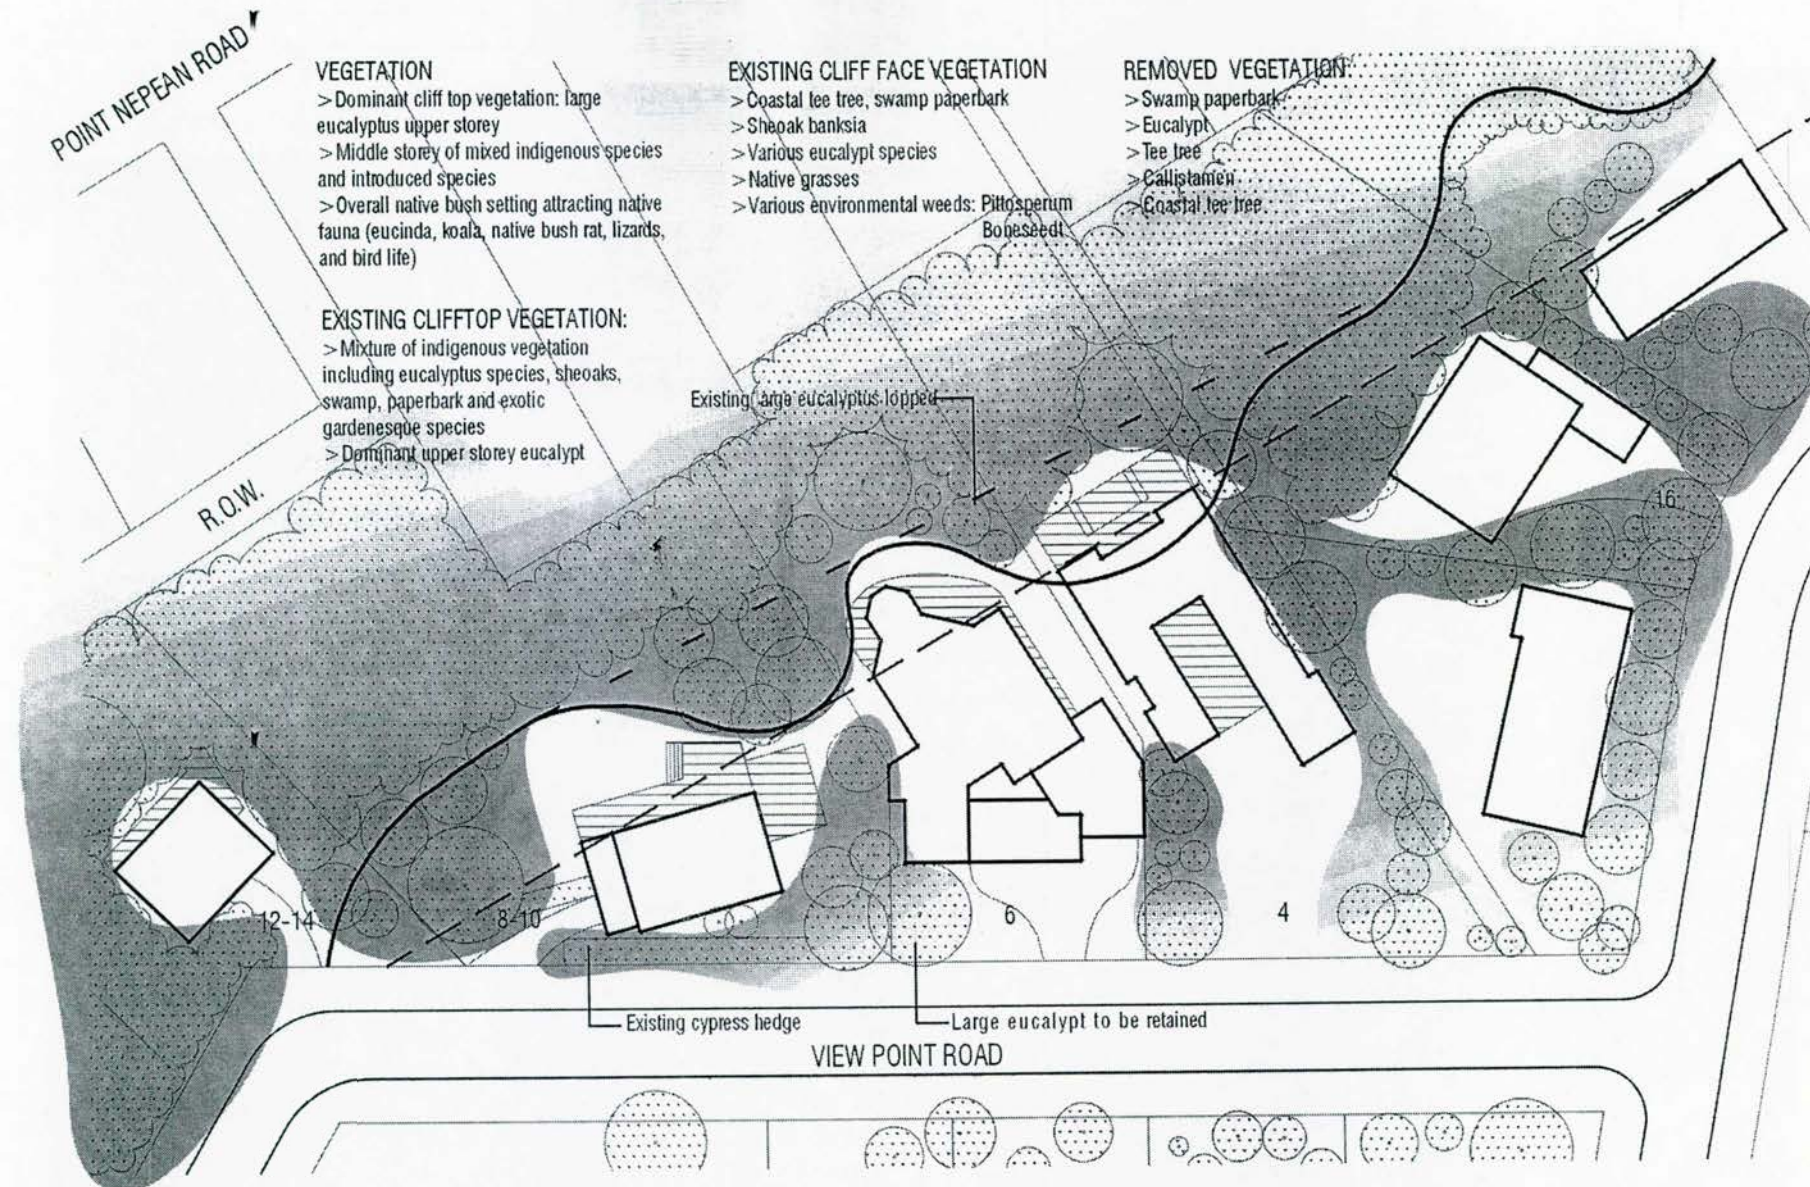 POINT NEPEAN ROAD
VEGETATION
>Dominant cliff top vegetation: large
eucalyptus upper storey
>Middle storey of mixed indigenous species
and introduced species
>Overall native bush setting attracting native
fauna (eucinda, koala, native bush rat, lizards,
and bird life)
EXISTING CLIFF FACE VEGETATION
>Coastal tee tree, swamp paperbark
>Sheoak banksia
>Various eucalypt species
>Native grasses
>Various environmental weeds: Pittosperum
Boneseedt
REMOVED VEGETATION:
>Swamp paperbark
>Eucalypt
>Tee tree
>Callistamen
>Coastal tee tree
EXISTING CLIFFTOP VEGETATION:
>Mixture of indigenous vegetation
including eucalyptus species, sheoaks,
swamp, paperbark and exotic
gardenesque species
>Dominant upper storey eucalypt
Existing large eucalyptus lopped
R.O.W.
16
12-14
8-10
6
4
Existing cypress hedge
Large eucalypt to be retained
VIEW POINT ROAD